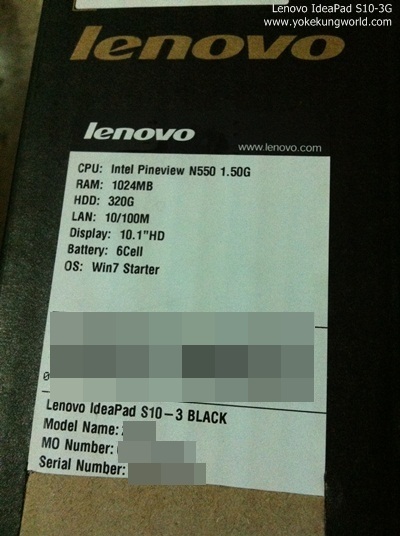 Lenovo IdeaPad S10-3G
www.yokekungworld.com
lenovo
lenovo
www.lenovo.com
CPU: Intel Pineview N550 1.50G
RAM: 1024MB
HDD: 320G
LAN: 10/100M
Display: 10.1"HD
Battery: 6Cell
OS: Win7 Starter
Lenovo IdeaPad S10-3 BLACK
Model Name:
MO Number:
Serial Number: